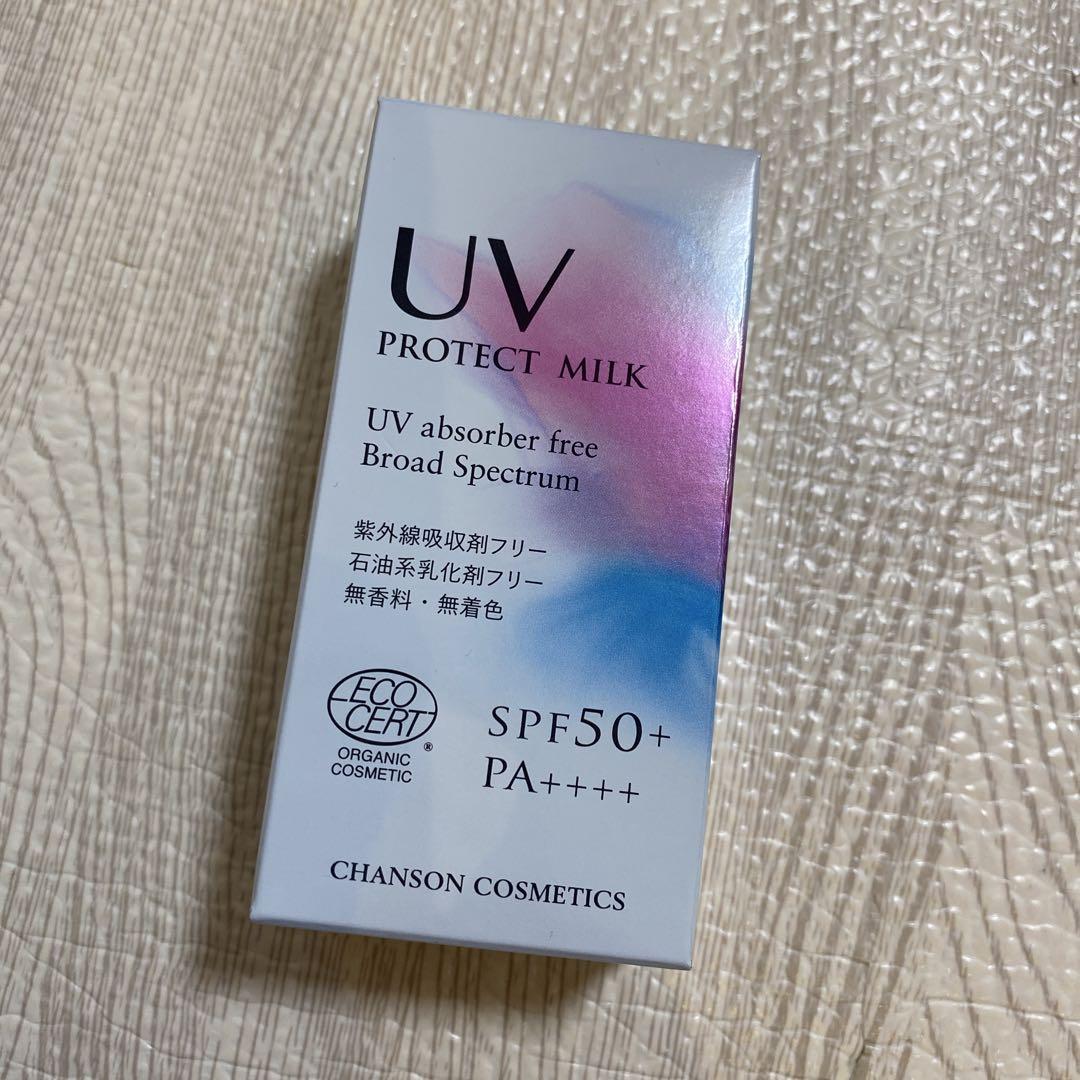 UV
PROTECT MILK
UV absorber free
Broad Spectrum
紫外線吸収剤フリー
石油系乳化剤フリー
無香料・無着色
ECO
CERT
®
ORGANIC
COSMETIC
SPF50+
PA++++
CHANSON COSMETICS